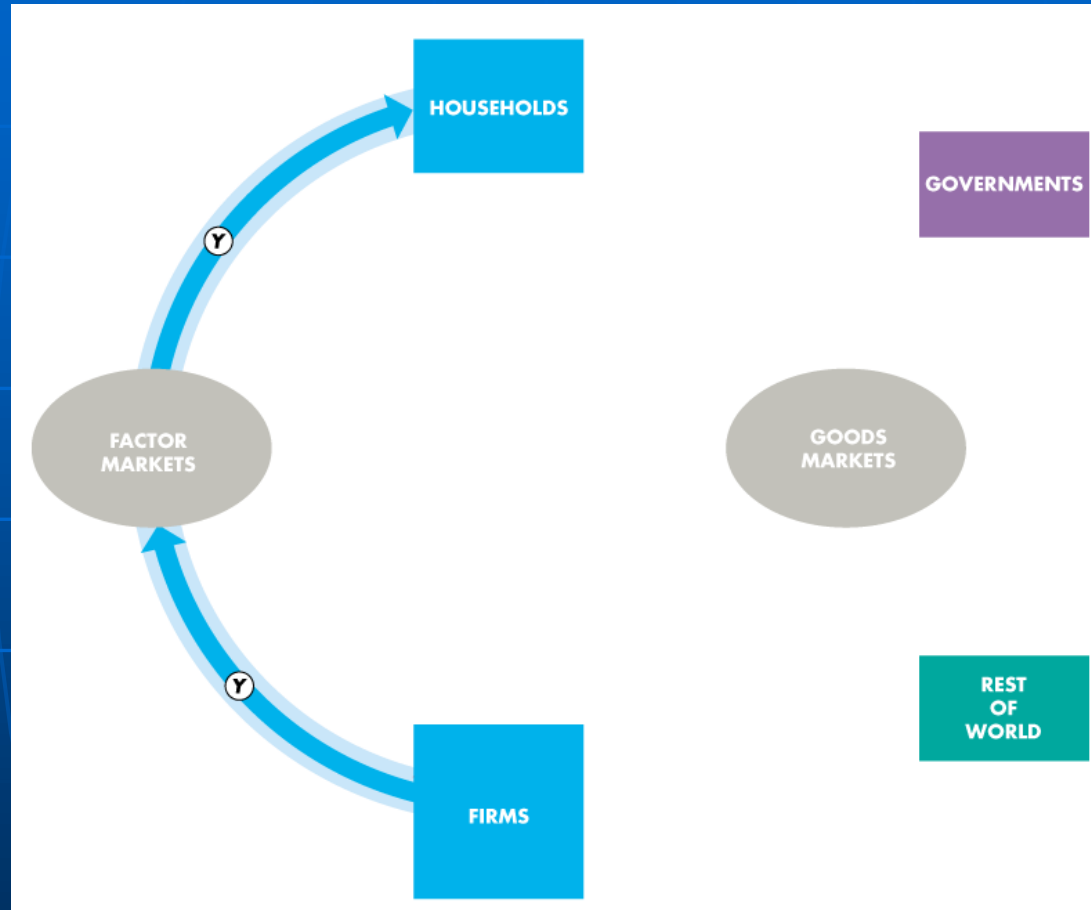 HOUSEHOLDS
GOVERNMENTS
Y
FACTOR
MARKETS
GOODS
MARKETS
Y
REST
OF
WORLD
FIRMS